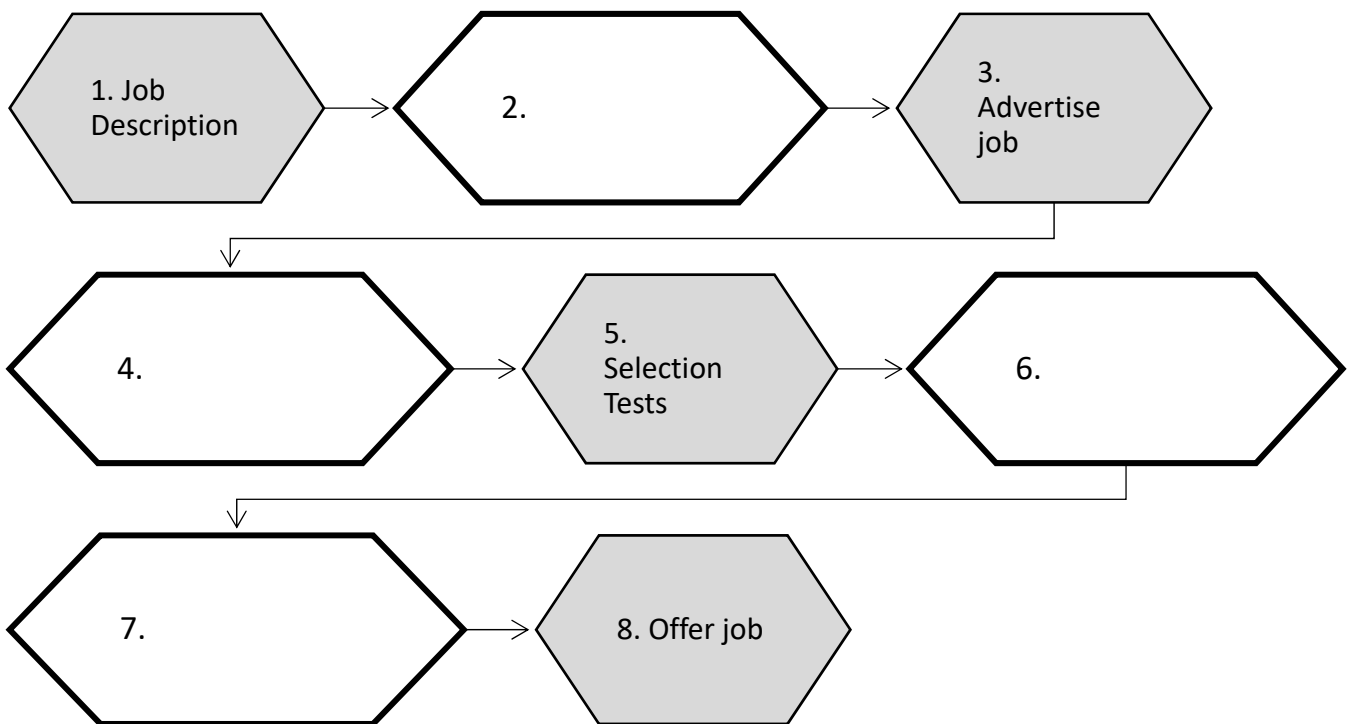 1. Job
Description
2.
3.
Advertise
job
4.
5.
Selection
Tests
6.
7.
8. Offer job